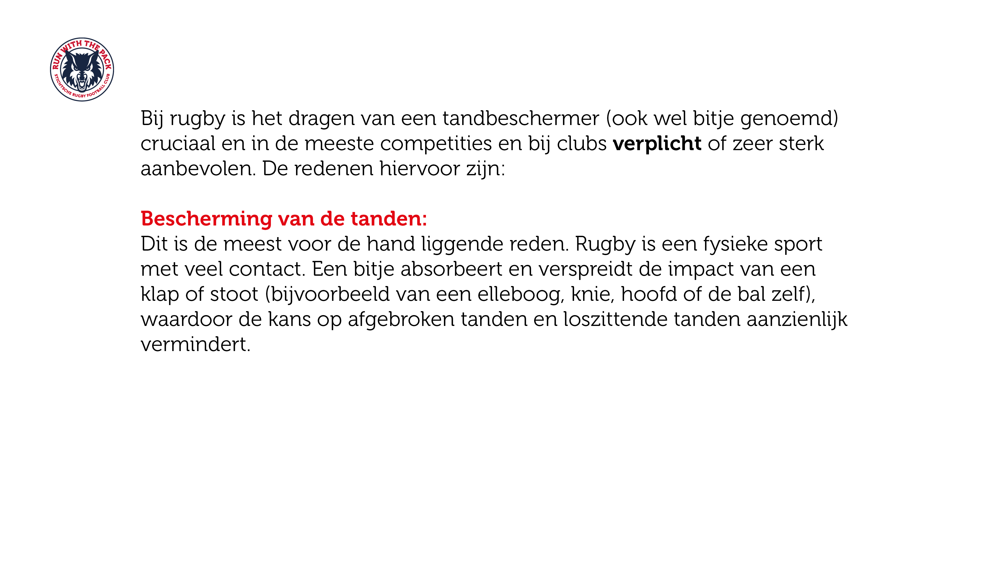 RUN WITH THE PACK
STICHTSCHE RUGBY FOOTBALL CLUB
Bij rugby is het dragen van een tandbeschermer (ook wel bitje genoemd)
cruciaal en in de meeste competities en bij clubs verplicht of zeer sterk
aanbevolen. De redenen hiervoor zijn:
Bescherming van de tanden:
Dit is de meest voor de hand liggende reden. Rugby is een fysieke sport
met veel contact. Een bitje absorbeert en verspreidt de impact van een
klap of stoot (bijvoorbeeld van een elleboog, knie, hoofd of de bal zelf),
waardoor de kans op afgebroken tanden en loszittende tanden aanzienlijk
vermindert.